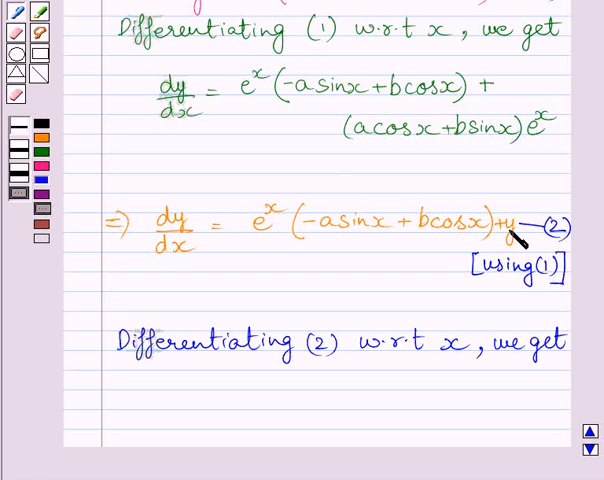 Differentiating (1) w.r.t x, we get
dy/dx = e^x (-asinx + bcosx) +
(acosx + bsinx) e^x
=> dy/dx = e^x (-asinx + bcosx) + y —(2)
[using(1)]
Differentiating (2) w.r.t x, we get